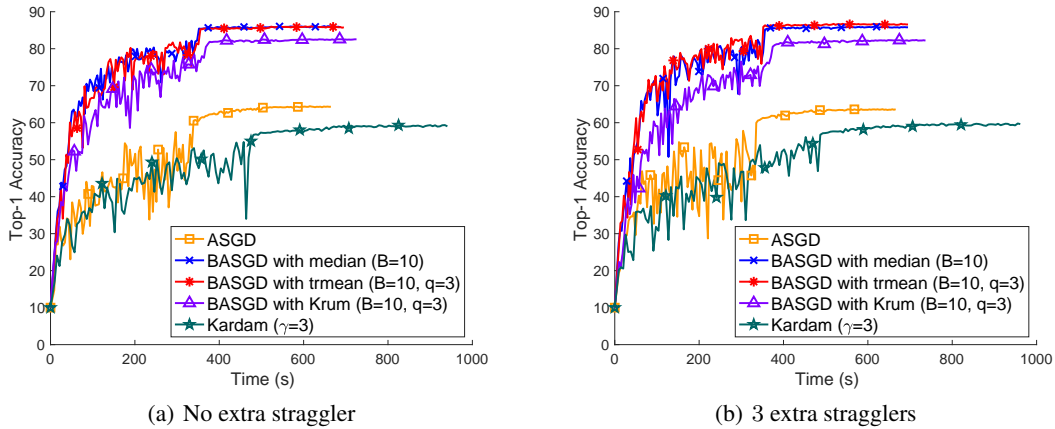 90
80
70
60
50
40
30
20
10
0
Top-1 Accuracy
ASGD
BASGD with median (B=10)
BASGD with trmean (B=10, q=3)
BASGD with Krum (B=10, q=3)
Kardam (γ=3)
0 200 400 600 800 1000
Time (s)
(a) No extra straggler
90
80
70
60
50
40
30
20
10
0
Top-1 Accuracy
ASGD
BASGD with median (B=10)
BASGD with trmean (B=10, q=3)
BASGD with Krum (B=10, q=3)
Kardam (γ=3)
0 200 400 600 800 1000
Time (s)
(b) 3 extra stragglers